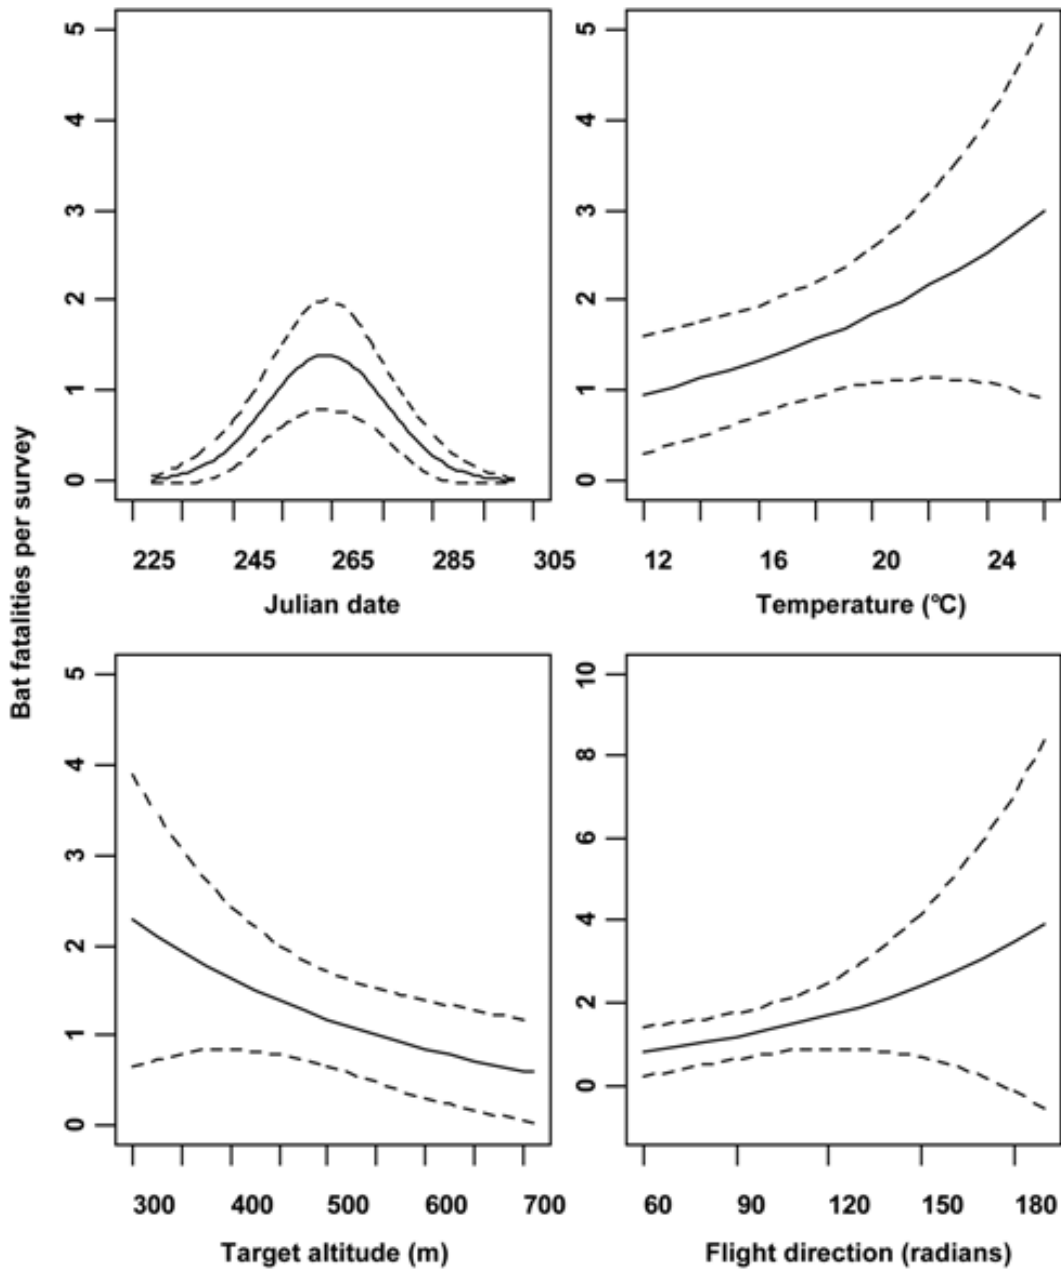 Bat fatalities per survey
5
4
3
2
1
0
225 245 265 285 305
Julian date
5
4
3
2
1
0
12 16 20 24
Temperature (°C)
5
4
3
2
1
0
300 400 500 600 700
Target altitude (m)
10
8
6
4
2
0
60 90 120 150 180
Flight direction (radians)